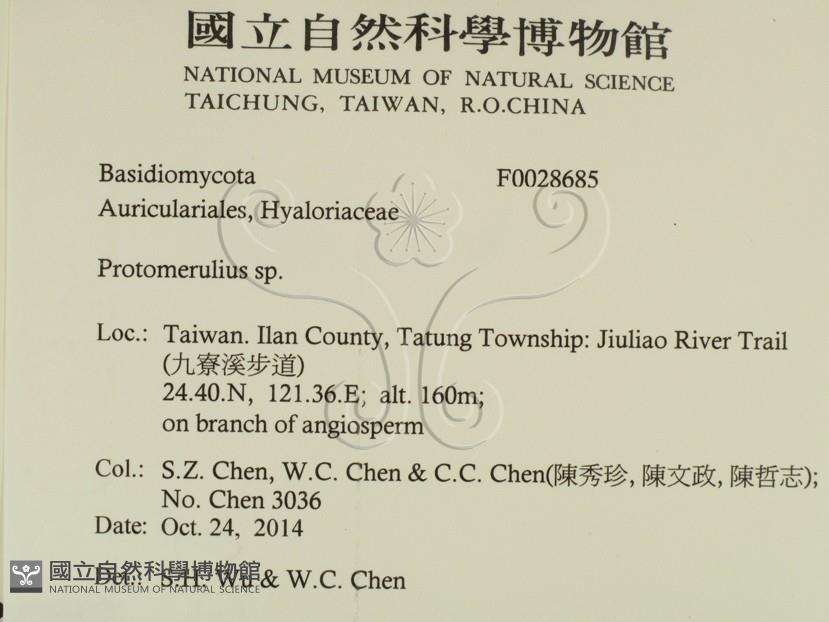 國立自然科學博物館
NATIONAL MUSEUM OF NATURAL SCIENCE
TAICHUNG, TAIWAN, R.O.CHINA
Basidiomycota F0028685
Auriculariales, Hyaloriaceae
Protomerulius sp.
Loc.: Taiwan. Ilan County, Tatung Township: Jiuliao River Trail
(九寮溪步道)
24.40.N, 121.36.E; alt. 160m;
on branch of angiosperm
Col.: S.Z. Chen, W.C. Chen & C.C. Chen(陳秀珍, 陳文政, 陳哲志);
No. Chen 3036
Date: Oct. 24, 2014
Det.: S.H. Wu & W.C. Chen
國立自然科學博物館
NATIONAL MUSEUM OF NATURAL SCIENCE